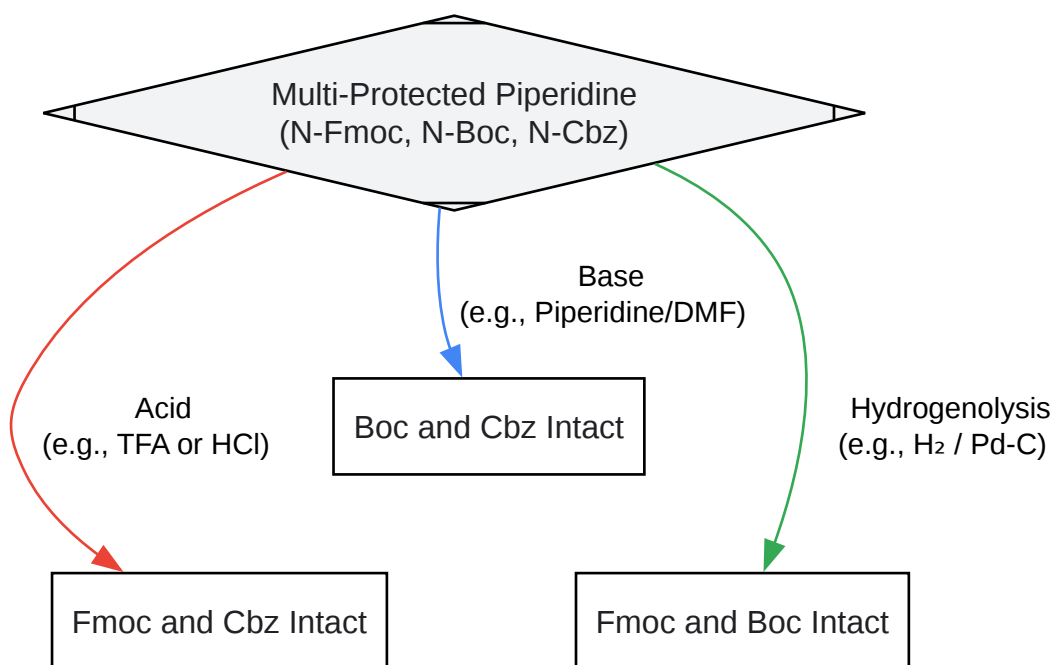 Multi-Protected Piperidine
(N-Fmoc, N-Boc, N-Cbz)
Base
(e.g., Piperidine/DMF)
Acid
(e.g., TFA or HCl)
Boc and Cbz Intact
Hydrogenolysis
(e.g., H₂ / Pd-C)
Fmoc and Cbz Intact
Fmoc and Boc Intact